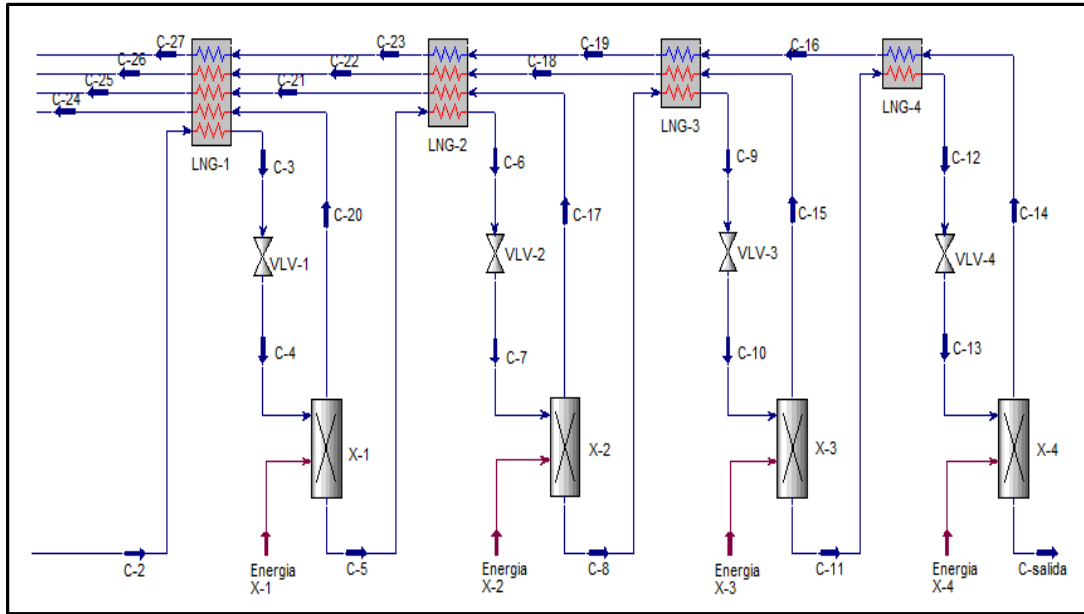 C-27
C-23
C-19
C-16
C-26
C-22
C-18
C-25
C-21
C-24
LNG-1
LNG-2
LNG-3
LNG-4
C-3
C-6
C-9
C-12
C-20
C-17
C-15
C-14
VLV-1
VLV-2
VLV-3
VLV-4
C-4
C-7
C-10
C-13
X-1
X-2
X-3
X-4
C-2
Energia
X-1
C-5
Energia
X-2
C-8
Energia
X-3
C-11
Energia
X-4
C-salida